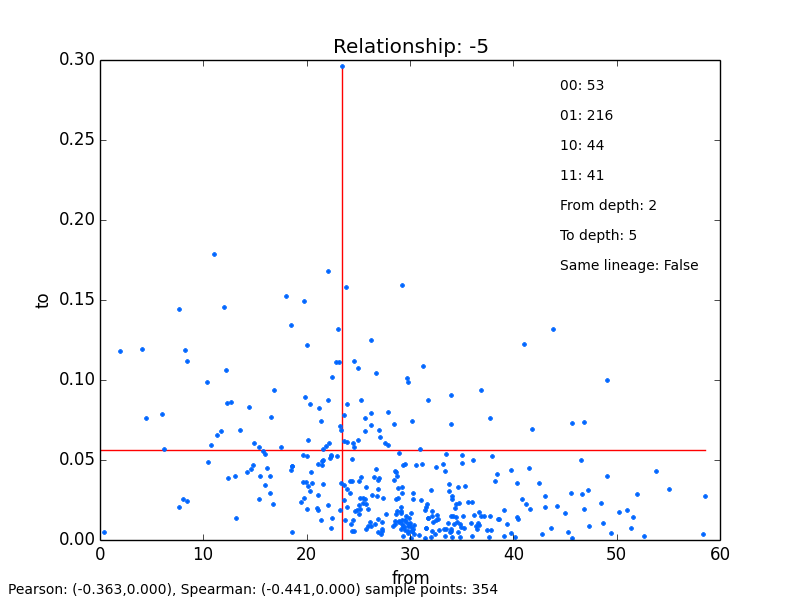 Relationship: -5
0.30
0.25
0.20
0.15
0.10
0.05
0.00
to
00: 53
01: 216
10: 44
11: 41
From depth: 2
To depth: 5
Same lineage: False
0 10 20 30 40 50 60
from
Pearson: (-0.363,0.000), Spearman: (-0.441,0.000) sample points: 354